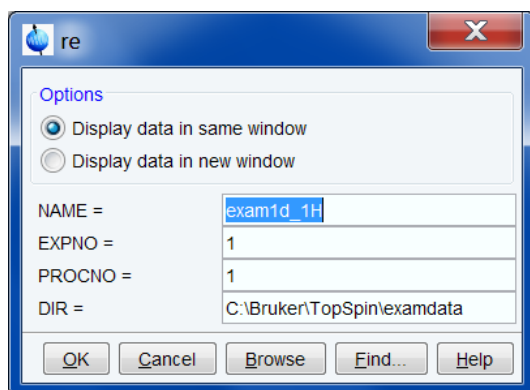 re
Options
Display data in same window
Display data in new window
NAME = exam1d_1H
EXPNO = 1
PROCNO = 1
DIR = C:\Bruker\TopSpin\examdata
OK Cancel Browse Find... Help